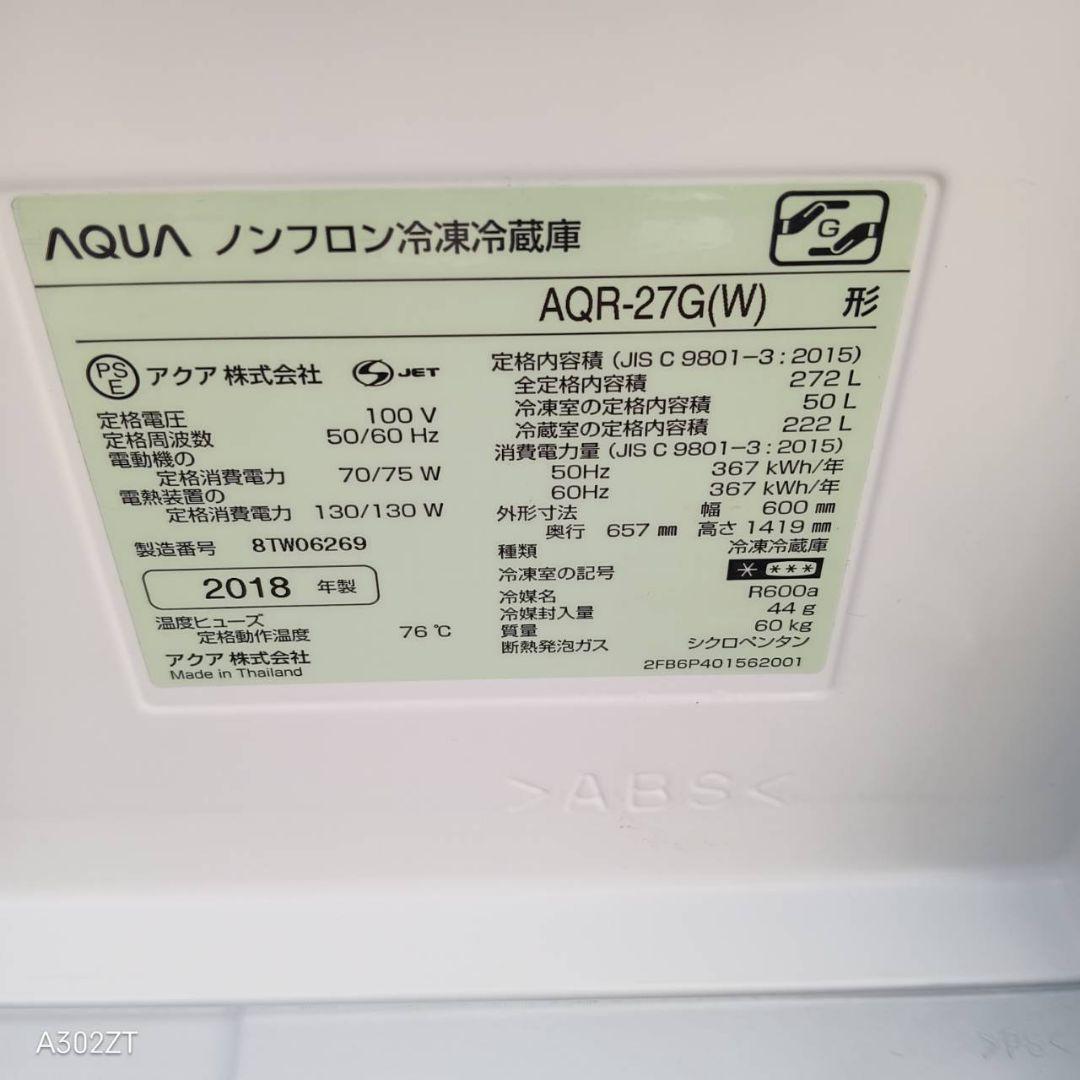 AQUA ノンフロン冷凍冷蔵庫
G
AQR-27G(W) 形
PSE アクア 株式会社 JET
定格電圧 100 V
定格周波数 50/60 Hz
電動機の
定格消費電力 70/75 W
電熱装置の
定格消費電力 130/130 W
製造番号 8TW06269
2018 年製
温度ヒューズ
定格動作温度 76 ℃
アクア 株式会社
Made in Thailand
定格内容積 (JIS C 9801-3 : 2015)
全定格内容積 272 L
冷凍室の定格内容積 50 L
冷蔵室の定格内容積 222 L
消費電力量 (JIS C 9801-3 : 2015)
50Hz 367 kWh/年
60Hz 367 kWh/年
外形寸法 幅 600 ㎜
奥行 657 ㎜ 高さ 1419 ㎜
種類 冷凍冷蔵庫
冷凍室の記号 * ***
冷媒名 R600a
冷媒封入量 44 g
質量 60 kg
断熱発泡ガス シクロペンタン
2FB6P401562001
>ABS<
A302ZT
>PS<